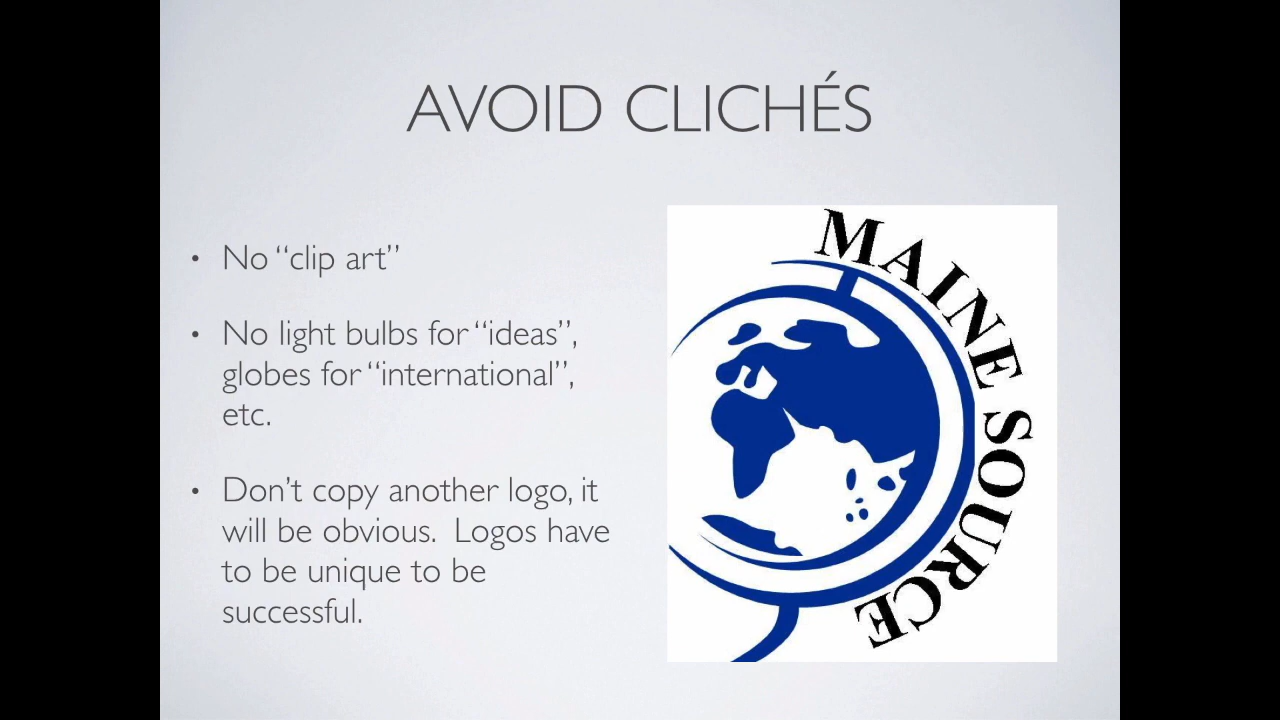 AVOID CLICHÉS
• No “clip art”
• No light bulbs for “ideas”,
globes for “international”,
etc.
• Don’t copy another logo, it
will be obvious. Logos have
to be unique to be
successful.
MAINE SOURCE